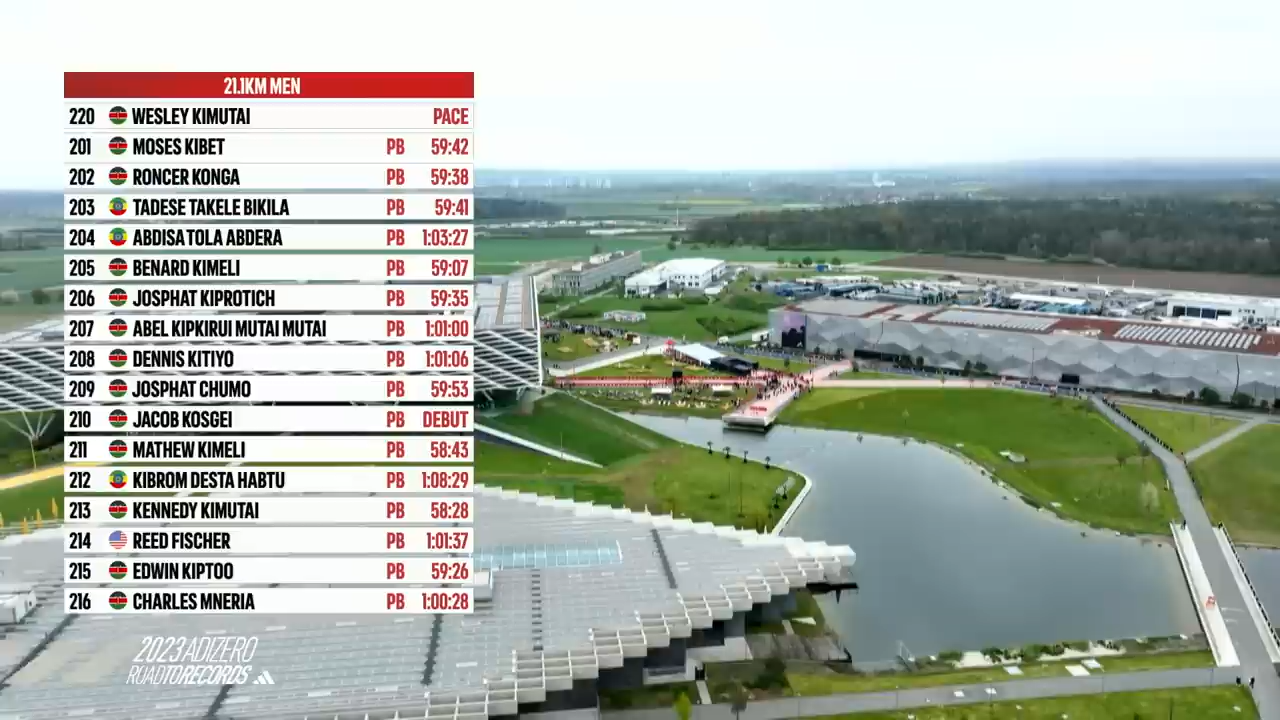 21.1KM MEN
220 WESLEY KIMUTAI PACE
201 MOSES KIBET PB 59:42
202 RONCER KONGA PB 59:38
203 TADESE TAKELE BIKILA PB 59:41
204 ABDISA TOLA ABDERA PB 1:03:27
205 BENARD KIMELI PB 59:07
206 JOSPHAT KIPROTICH PB 59:35
207 ABEL KIPKIRUI MUTAI MUTAI PB 1:01:00
208 DENNIS KITIYO PB 1:01:06
209 JOSPHAT CHUMO PB 59:53
210 JACOB KOSGEI PB DEBUT
211 MATHEW KIMELI PB 58:43
212 KIBROM DESTA HABTU PB 1:08:29
213 KENNEDY KIMUTAI PB 58:28
214 REED FISCHER PB 1:01:37
215 EDWIN KIPTOO PB 59:26
216 CHARLES MNERIA PB 1:00:28
2023 ADIZERO
ROAD TO RECORDS